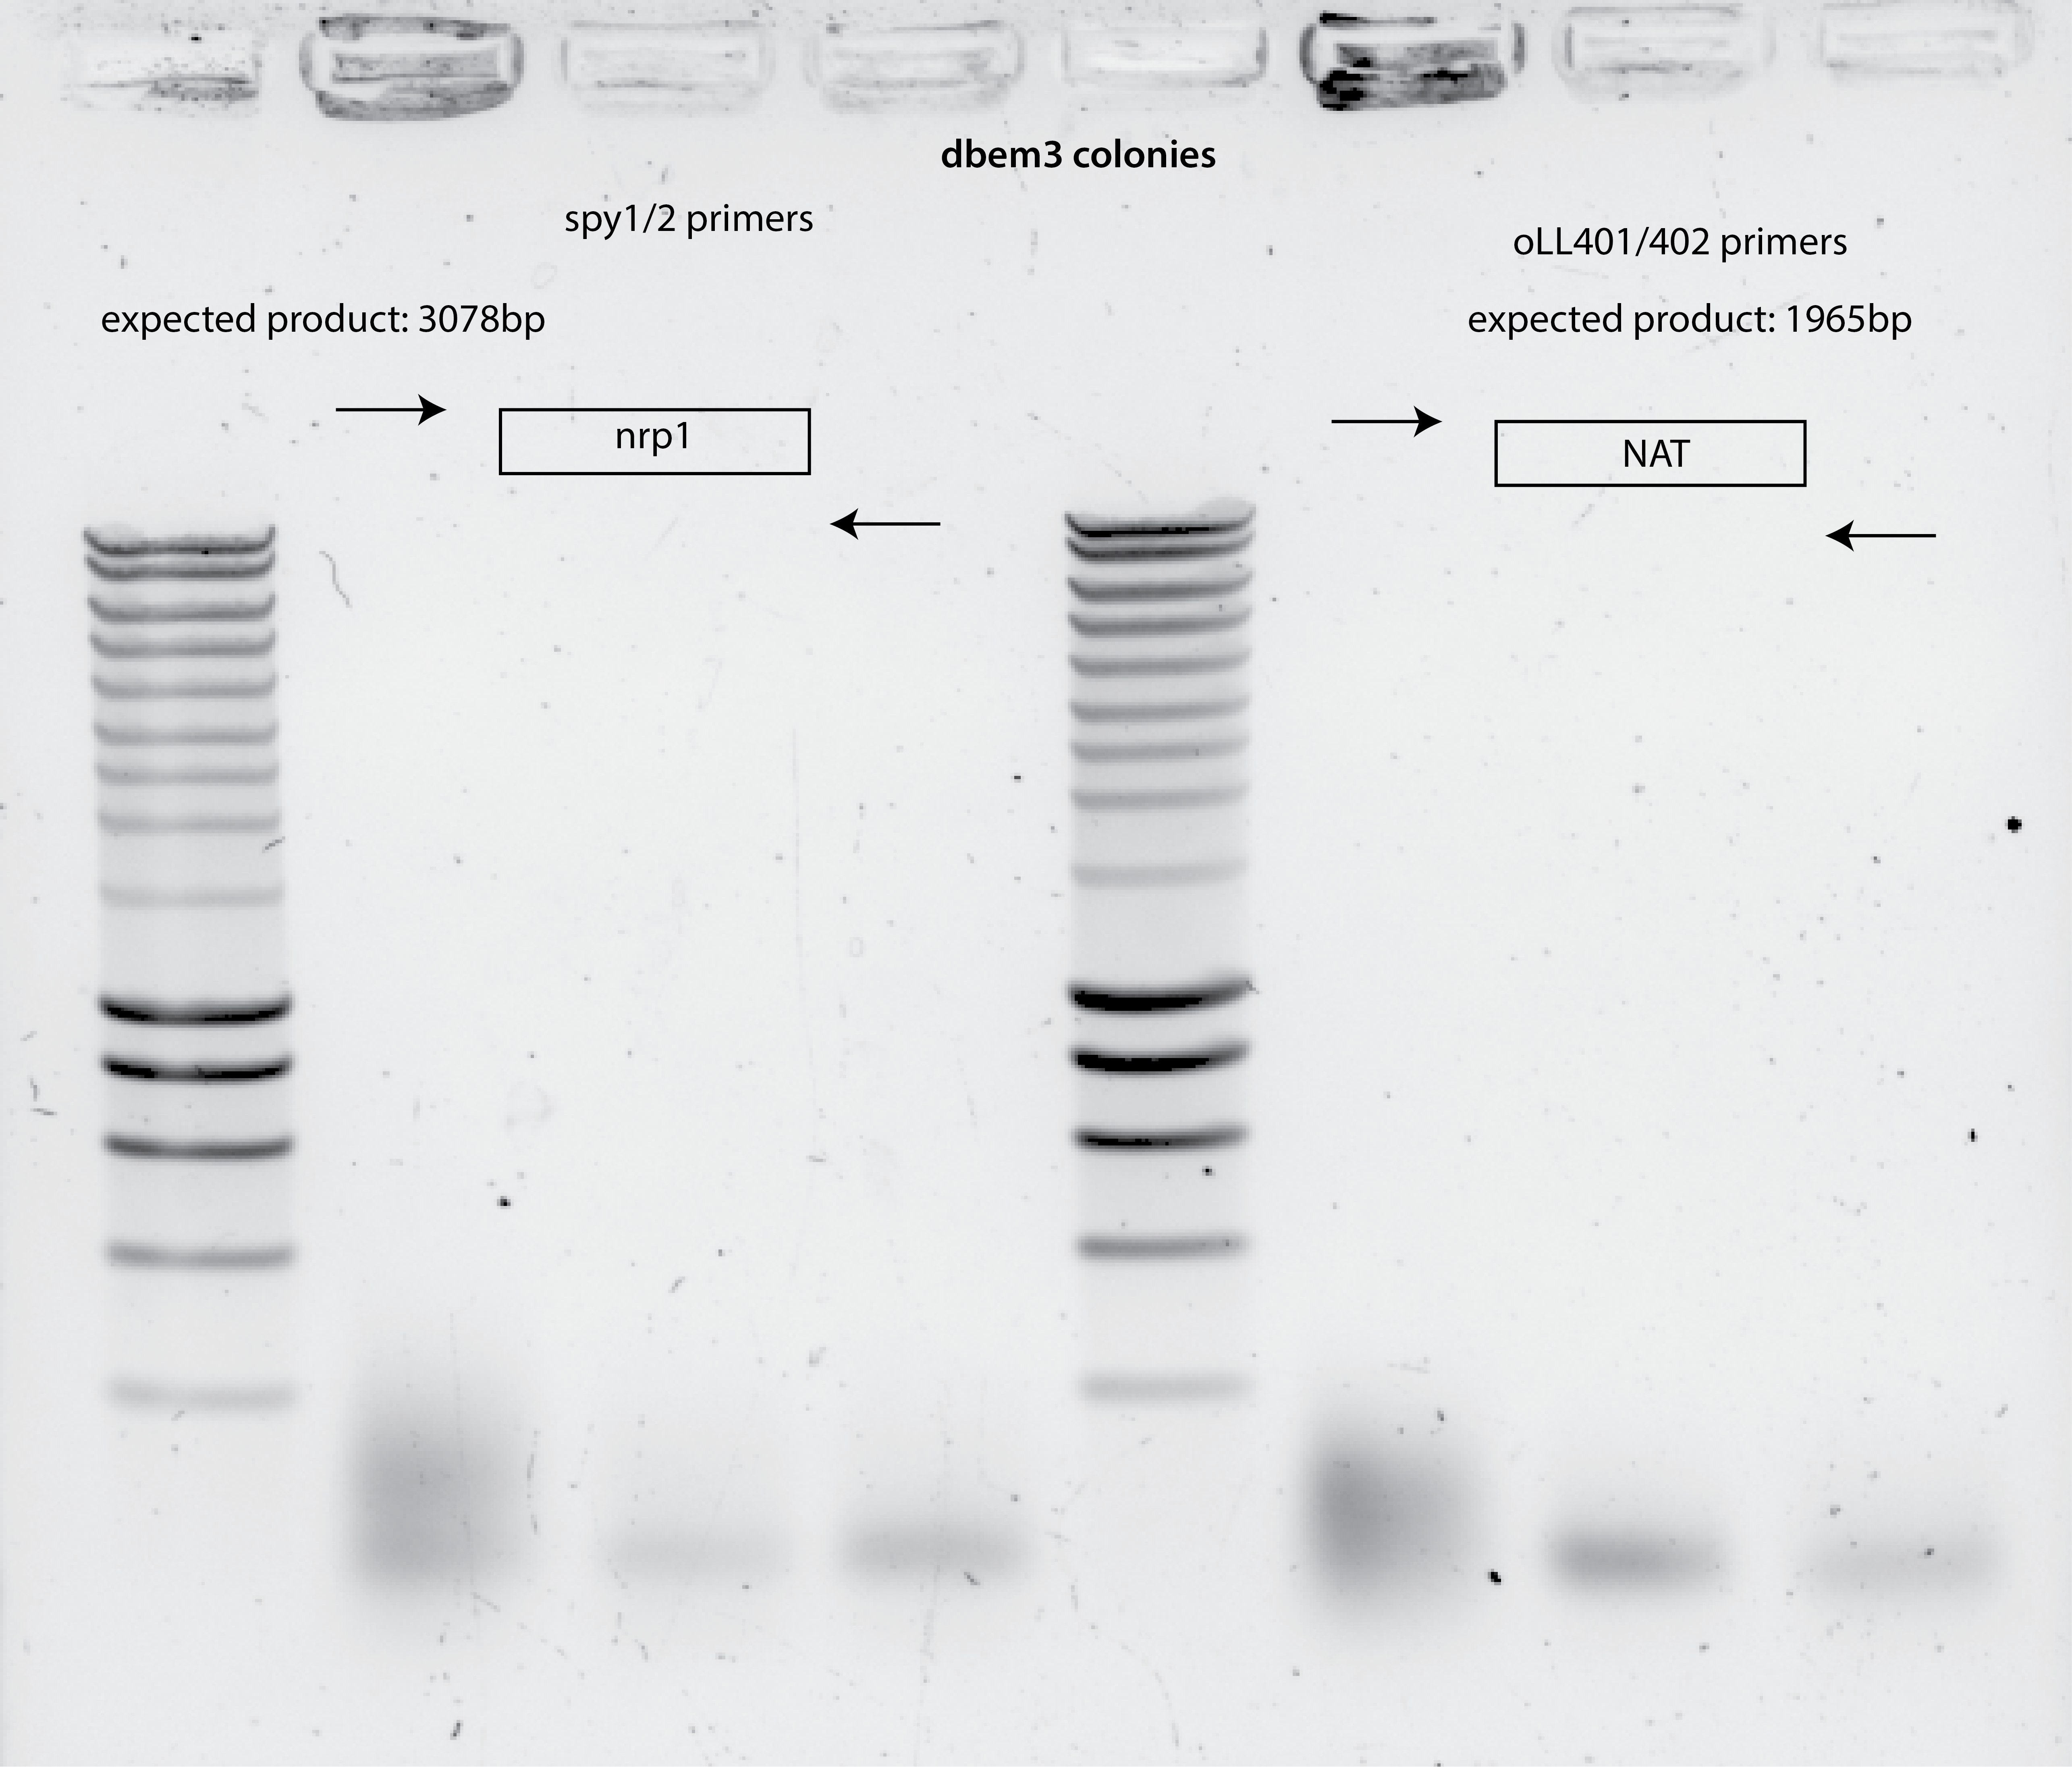 dbem3 colonies
spy1/2 primers
oLL401/402 primers
expected product: 3078bp
expected product: 1965bp
nrp1
NAT